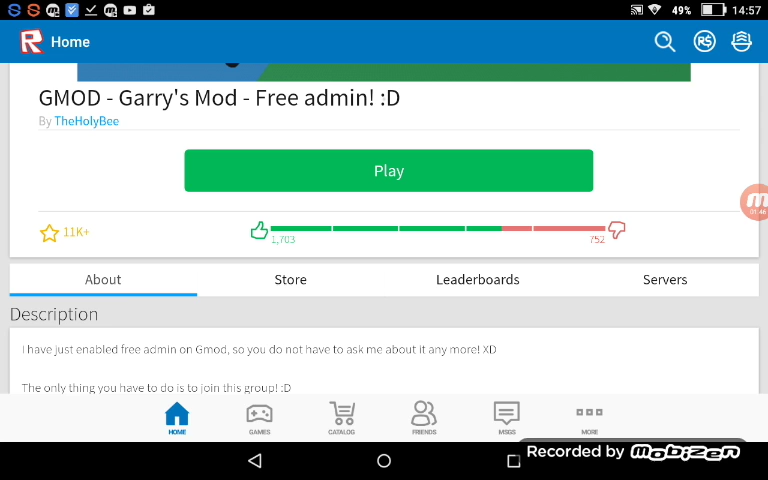 49% 14:57
R Home R$
GMOD - Garry's Mod - Free admin! :D
By TheHolyBee
Play
01:46
11K+
1,703 752
About Store Leaderboards Servers
Description
I have just enabled free admin on Gmod, so you do not have to ask me about it any more! XD
The only thing you have to do is to join this group! :D
HOME GAMES CATALOG FRIENDS MSGS MORE
Recorded by mobizen